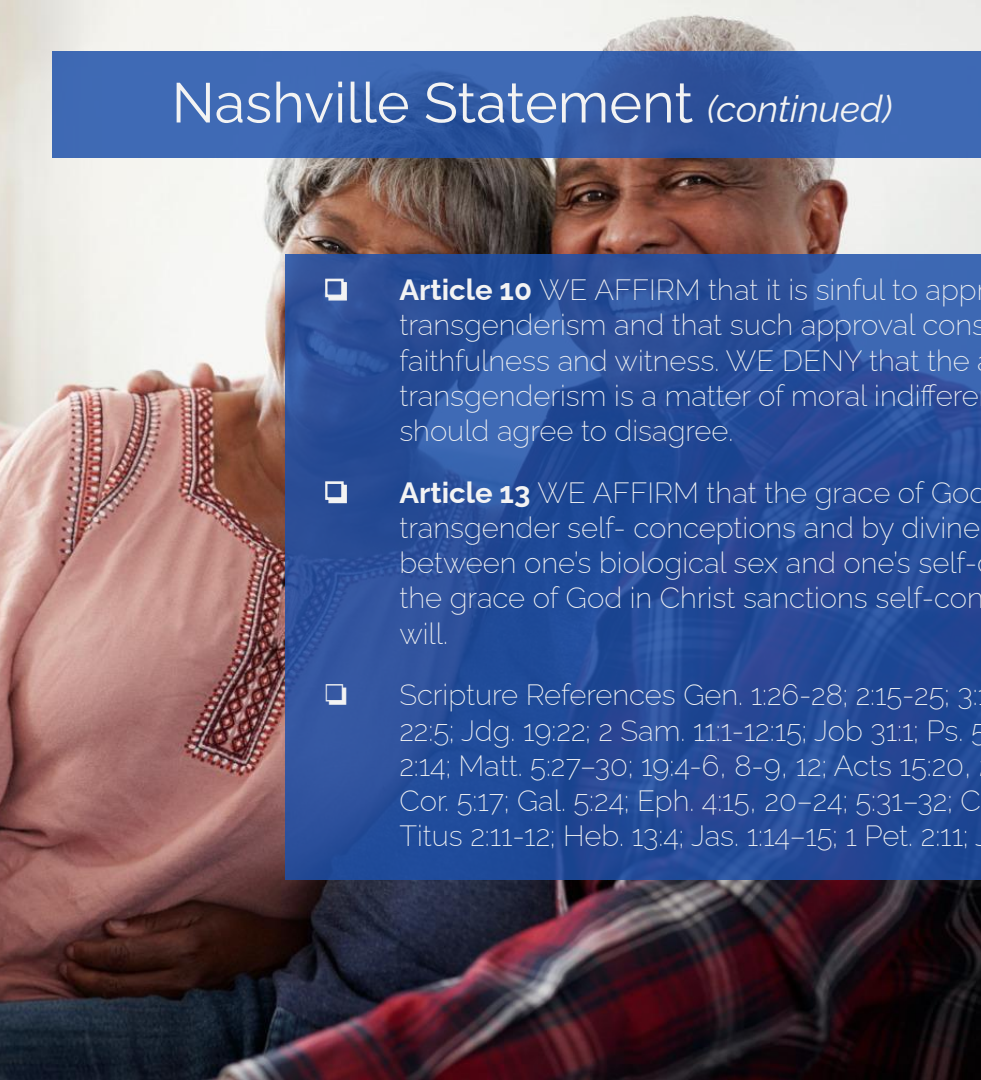 Nashville Statement (continued)
Article 10 WE AFFIRM that it is sinful to
transgenderism and that such approval
faithfulness and witness. WE DENY that the
transgenderism is a matter of moral
should agree to disagree.
Article 13 WE AFFIRM that the grace of God
transgender self- conceptions and by divine
between one's biological sex and one's
the grace of God in Christ sanctions
will.
Scripture References Gen. 1:26-28; 2:15-25;
22:5; Jdg. 19:22; 2 Sam. 11:1-12:15; Job 31:1; Ps.
2:14; Matt. 5:27–30; 19:4-6, 8-9, 12; Acts 15:20,
Cor. 5:17; Gal. 5:24; Eph. 4:15, 20–24; 5:31–32;
Titus 2:11-12; Heb. 13:4; Jas. 1:14–15; 1 Pet. 2:11;